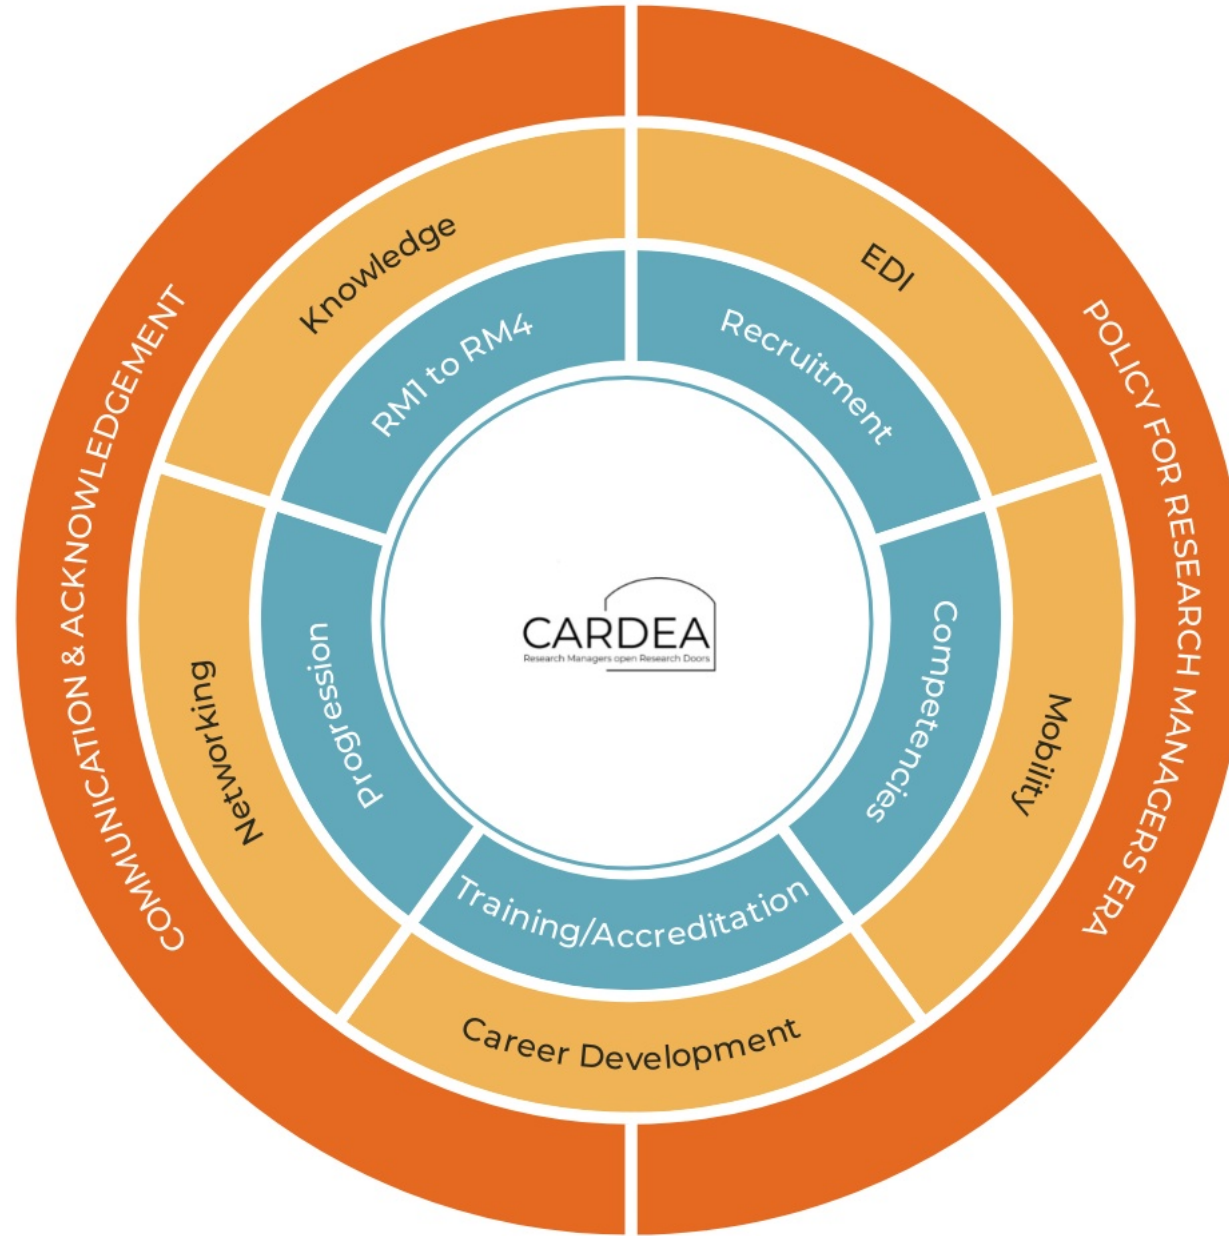 COMMUNICATION & ACKNOWLEDGEMENT
POLICY FOR RESEARCH MANAGERS ERA
Knowledge
EDI
Mobility
Career Development
Networking
RM1 to RM4
Recruitment
Competencies
Training/Accreditation
Progression
CARDEA
Research Managers open Research Doors